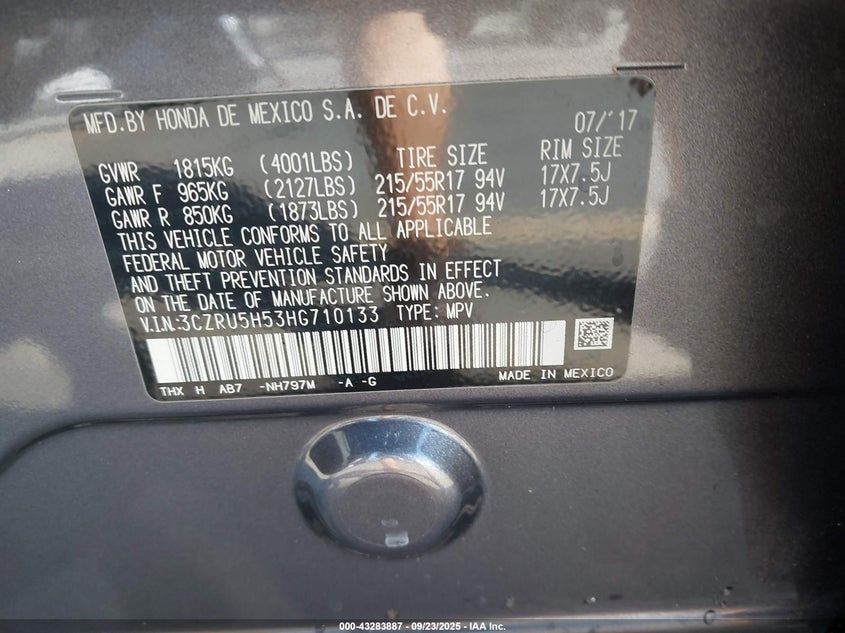 MFD.BY HONDA DE MEXICO S.A. DE C.V. 07/'17
GVWR 1815KG (4001LBS) TIRE SIZE RIM SIZE
GAWR F 965KG (2127LBS) 215/55R17 94V 17X7.5J
GAWR R 850KG (1873LBS) 215/55R17 94V 17X7.5J
THIS VEHICLE CONFORMS TO ALL APPLICABLE
FEDERAL MOTOR VEHICLE SAFETY
AND THEFT PREVENTION STANDARDS IN EFFECT
ON THE DATE OF MANUFACTURE SHOWN ABOVE.
V.I.N.:3CZRU5H53HG710133 TYPE: MPV
THX H AB7 -NH797M -A -G MADE IN MEXICO
000-43283887 - 09/23/2025 - IAA Inc.